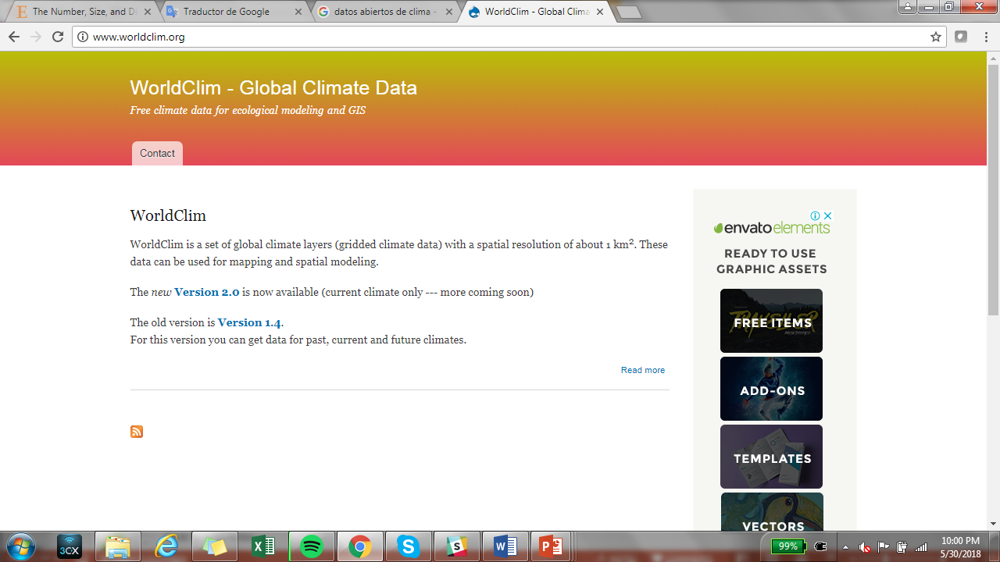 The Number, Size, and D
Traductor de Google
datos abiertos de clima -
WorldClim - Global Clima
www.worldclim.org
WorldClim - Global Climate Data
Free climate data for ecological modeling and GIS
Contact
WorldClim
WorldClim is a set of global climate layers (gridded climate data) with a spatial resolution of about 1 km². These
data can be used for mapping and spatial modeling.
The new Version 2.0 is now available (current climate only --- more coming soon)
The old version is Version 1.4.
For this version you can get data for past, current and future climates.
Read more
envatoelements
READY TO USE
GRAPHIC ASSETS
FREE ITEMS
ADD-ONS
TEMPLATES
VECTORS
3CX
99%
10:00 PM
5/30/2018